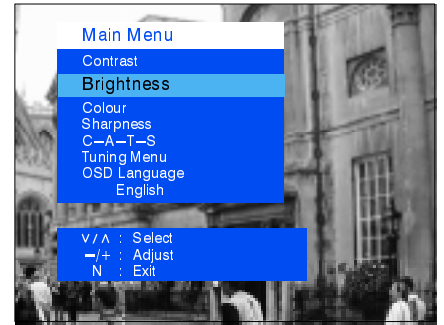 Main Menu
Contrast
Brightness
Colour
Sharpness
C—A—T—S
Tuning Menu
OSD Language
English
∨/∧ : Select
—/+ : Adjust
N : Exit